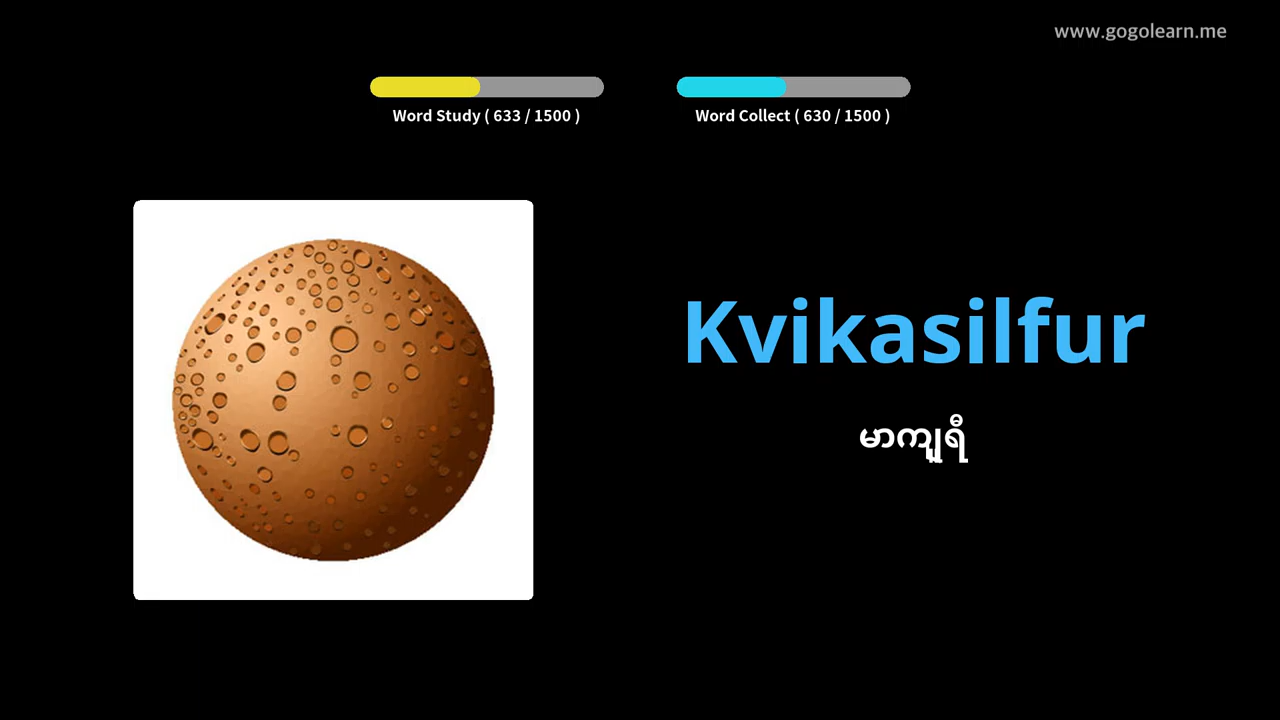 www.gogolearn.me
Word Study ( 633 / 1500 )
Word Collect ( 630 / 1500 )
Kvikasilfur
မာကျူရီ